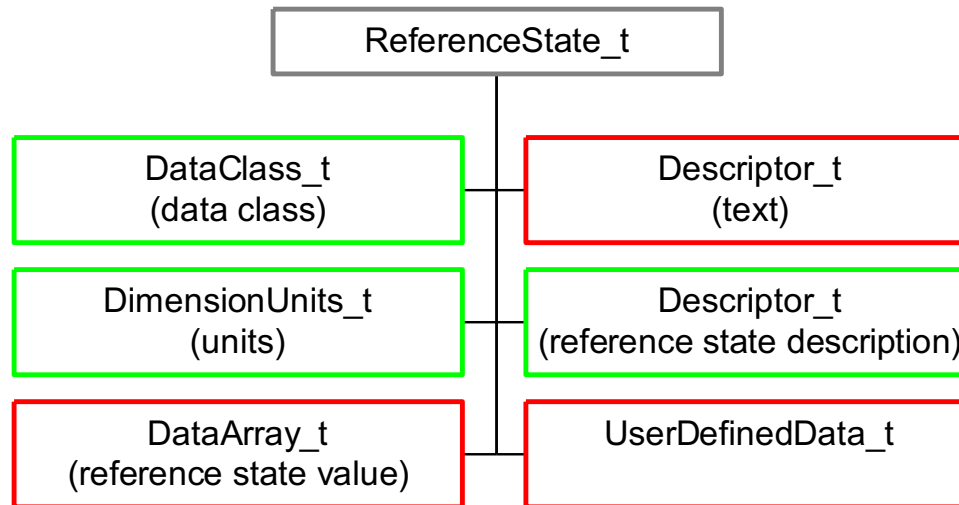 ReferenceState_t
DataClass_t
(data class)
Descriptor_t
(text)
DimensionUnits_t
(units)
Descriptor_t
(reference state description)
DataArray_t
(reference state value)
UserDefinedData_t